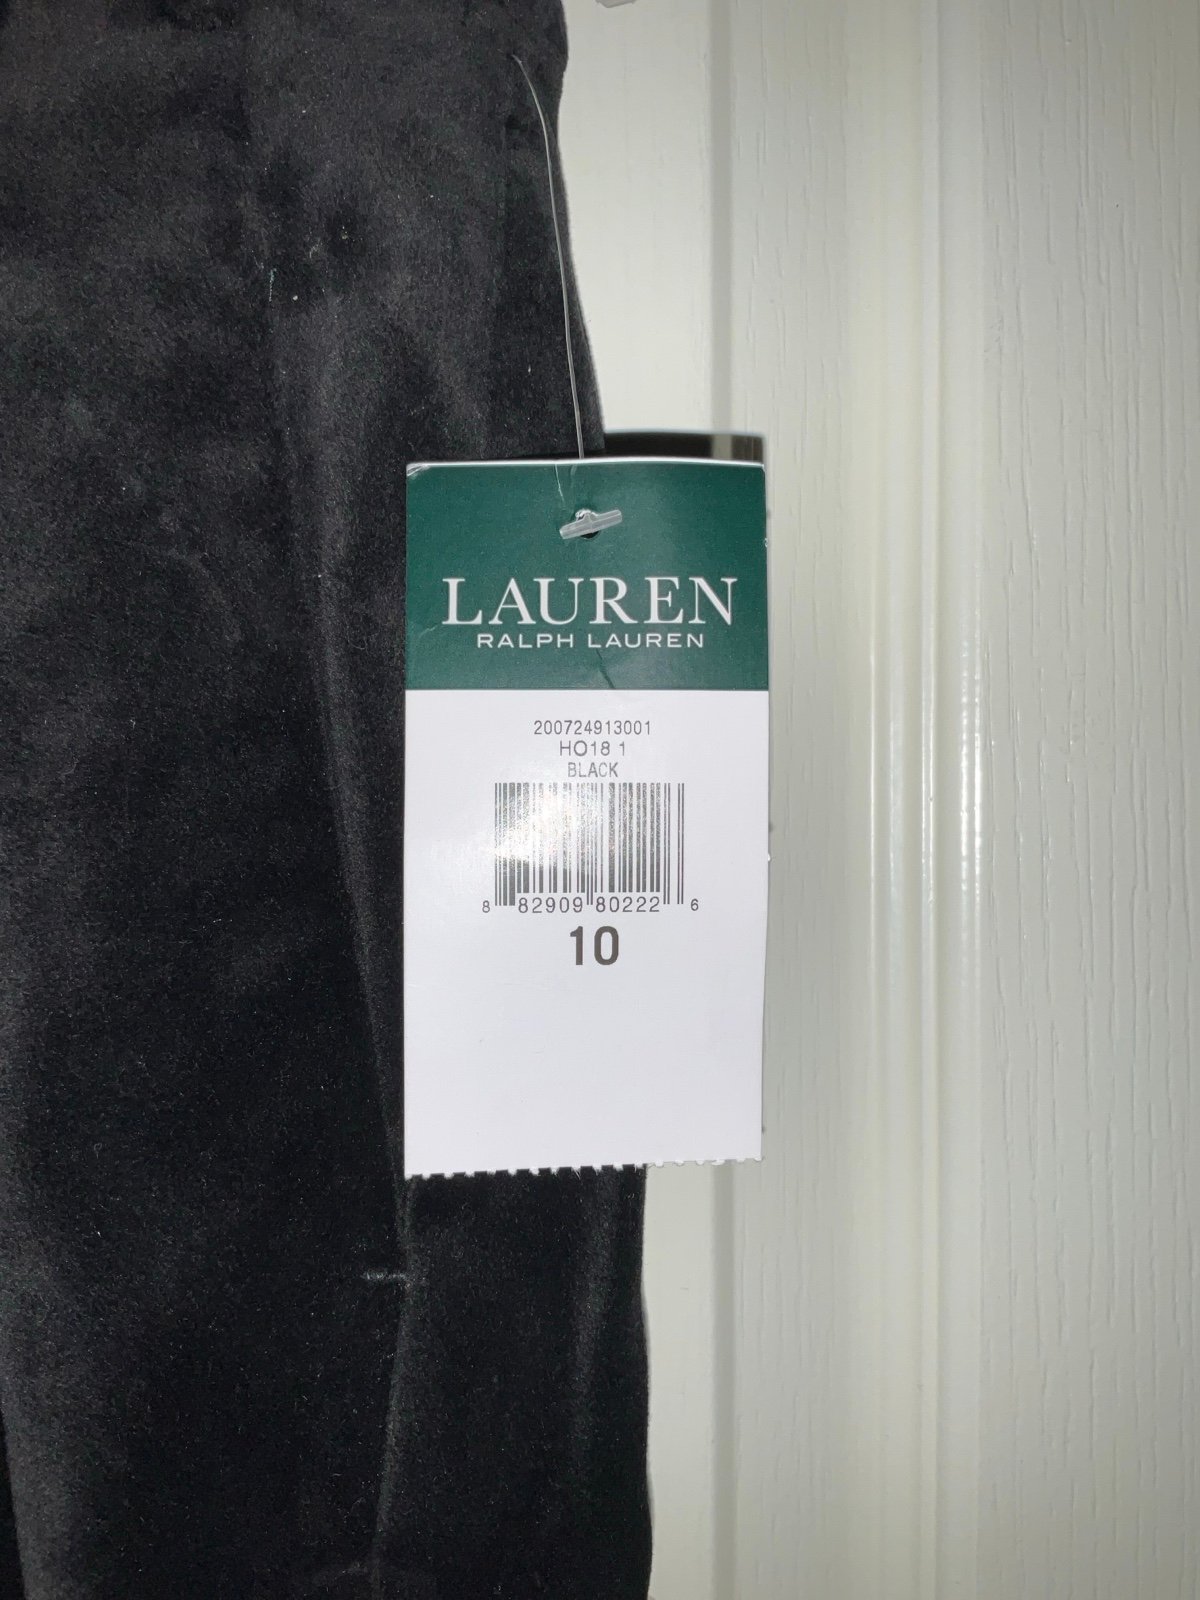 LAUREN
RALPH LAUREN
200724913001
HO18 1
BLACK
8 82909 80222 6
10